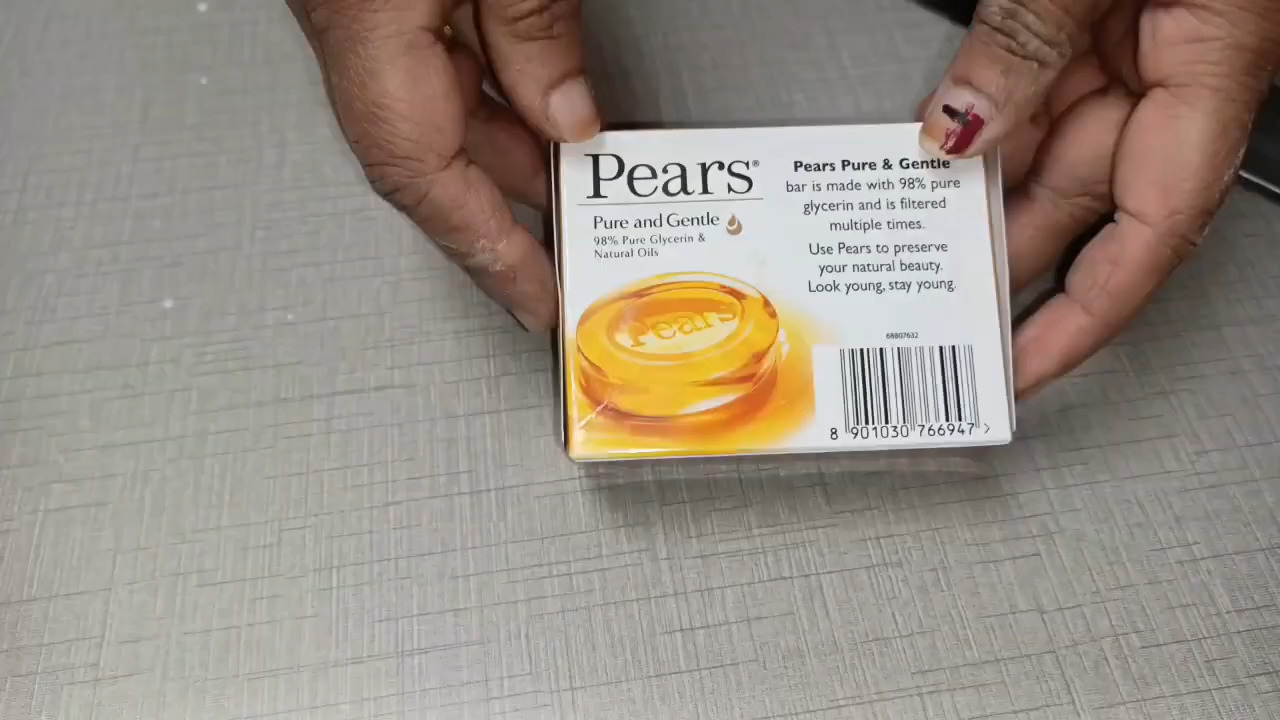 Pears®
Pure and Gentle
98% Pure Glycerin &
Natural Oils
Pears
Pears Pure & Gentle
bar is made with 98% pure
glycerin and is filtered
multiple times.
Use Pears to preserve
your natural beauty.
Look young, stay young.
68807632
8 901030 766947 >